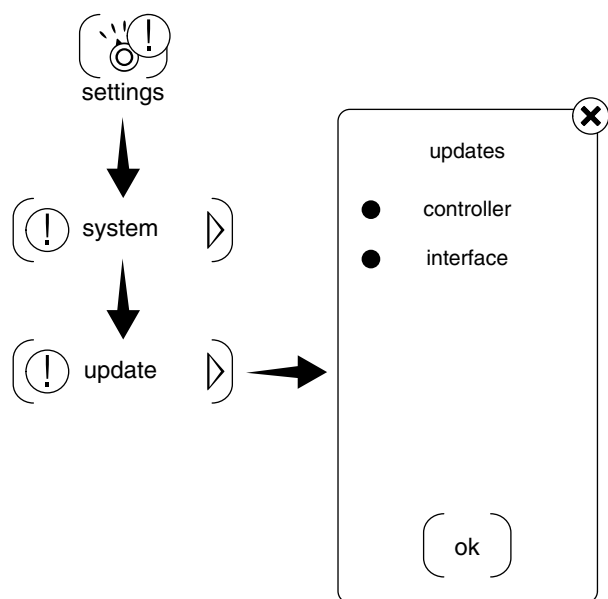 !
settings
! system
! update
updates
controller
interface
ok